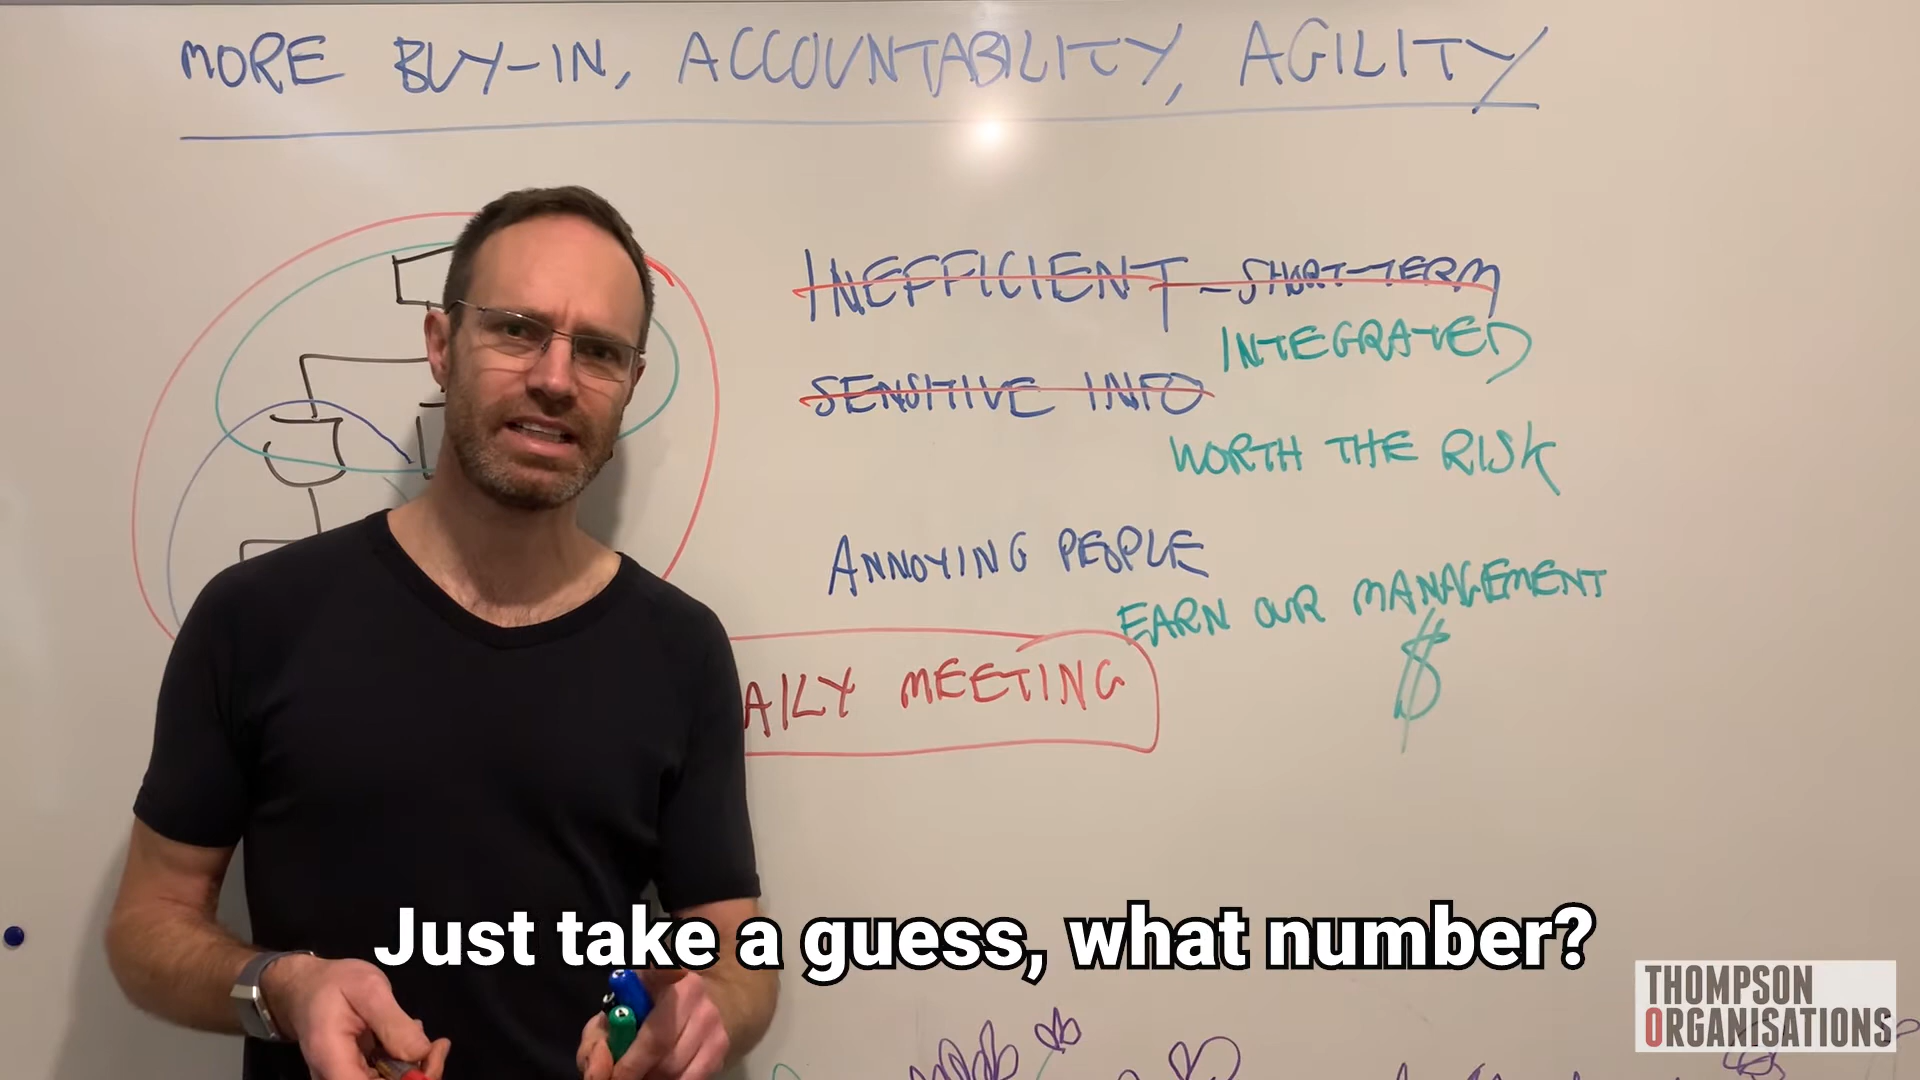 MORE BUY-IN, ACCOUNTABILITY, AGILITY
INEFFICIENT - SHORT-TERM
INTEGRATED
SENSITIVE INFO
WORTH THE RISK
ANNOYING PEOPLE
EARN OUR MANAGEMENT
$
AILY MEETING
Just take a guess, what number?
THOMPSON
ORGANISATIONS